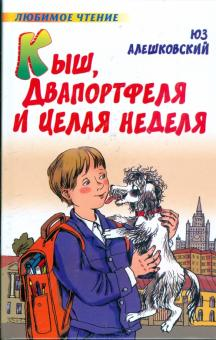 ЛЮБИМОЕ ЧТЕНИЕ
ЮЗ
АЛЕШКОВСКИЙ
КЫШ,
ДВАПОРТФЕЛЯ
И ЦЕЛАЯ НЕДЕЛЯ